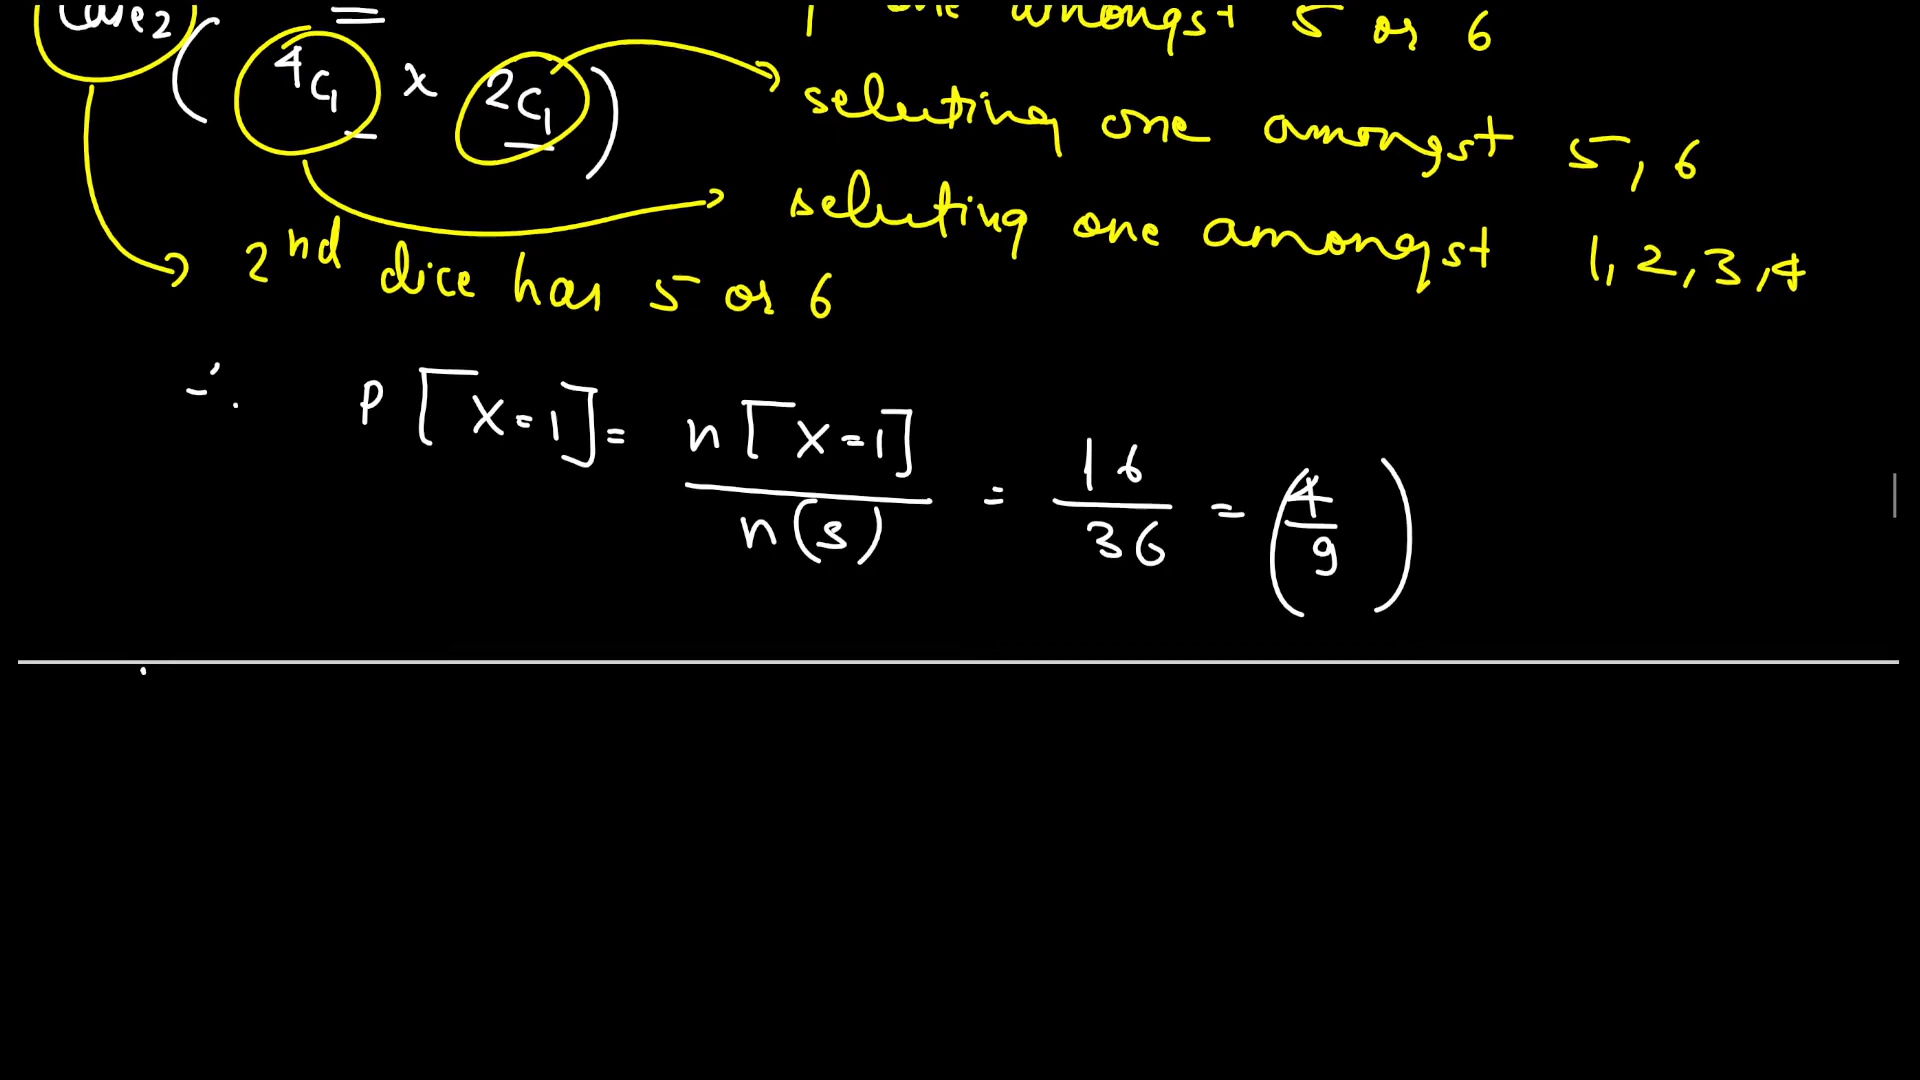 Case2 ( 4C1 x 2C1 )
1 one amongst 5 or 6
selecting one amongst 5, 6
selecting one amongst 1, 2, 3, 4
2nd dice has 5 or 6
∴ P[X=1] = n[X=1] / n(s) = 16/36 = (4/9)